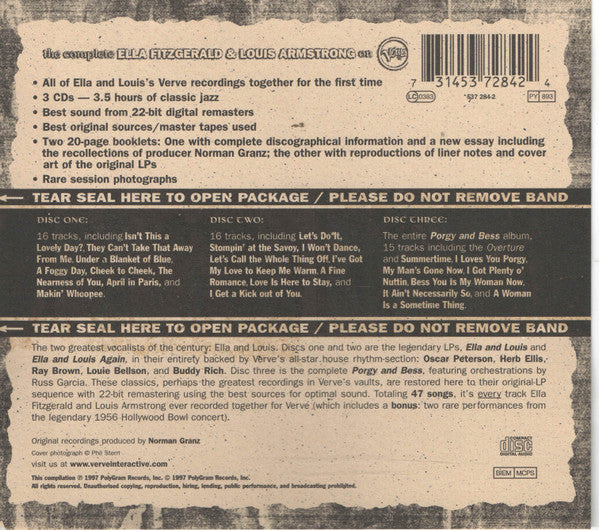 the complete ELLA FITZGERALD & LOUIS ARMSTRONG on Verve
• All of Ella and Louis's Verve recordings together for the first time
• 3 CDs — 3.5 hours of classic jazz
• Best sound from 22-bit digital remasters
• Best original sources/master tapes used
• Two 20-page booklets: One with complete discographical information and a new essay including
the recollections of producer Norman Granz; the other with reproductions of liner notes and cover
art of the original LPs
• Rare session photographs
7 31453 72842 4
LC 0383
537 284-2
PY 893
← TEAR SEAL HERE TO OPEN PACKAGE / PLEASE DO NOT REMOVE BAND
DISC ONE:
16 tracks, including Isn't This a
Lovely Day?, They Can't Take That Away
From Me, Under a Blanket of Blue,
A Foggy Day, Cheek to Cheek, The
Nearness of You, April in Paris, and
Makin' Whoopee.
DISC TWO:
16 tracks, including Let's Do It,
Stompin' at the Savoy, I Won't Dance,
Let's Call the Whole Thing Off, I've Got
My Love to Keep Me Warm, A Fine
Romance, Love Is Here to Stay, and
I Get a Kick out of You.
DISC THREE:
The entire Porgy and Bess album,
15 tracks including the Overture
and Summertime, I Loves You Porgy,
My Man's Gone Now, I Got Plenty o'
Nuttin, Bess You Is My Woman Now,
It Ain't Necessarily So, and A Woman
Is a Sometime Thing.
← TEAR SEAL HERE TO OPEN PACKAGE / PLEASE DO NOT REMOVE BAND
The two greatest vocalists of the century: Ella and Louis. Discs one and two are the legendary LPs, Ella and Louis and
Ella and Louis Again, in their entirety backed by Verve's all-star house rhythm-section: Oscar Peterson, Herb Ellis,
Ray Brown, Louie Bellson, and Buddy Rich. Disc three is the complete Porgy and Bess, featuring orchestrations by
Russ Garcia. These classics, perhaps the greatest recordings in Verve's vaults, are restored here to their original-LP
sequence with 22-bit remastering using the best sources for optimal sound. Totaling 47 songs, it's every track Ella
Fitzgerald and Louis Armstrong ever recorded together for Verve (which includes a bonus: two rare performances from
the legendary 1956 Hollywood Bowl concert).
Original recordings produced by Norman Granz
Cover photograph © Phil Stern
visit us at www.verveinteractive.com
This compilation ℗ 1997 PolyGram Records, Inc. © 1997 PolyGram Records, Inc.
All rights reserved. Unauthorized copying, reproduction, hiring, lending, public performance, and broadcasting prohibited.
COMPACT
disc
DIGITAL AUDIO
BIEM MCPS